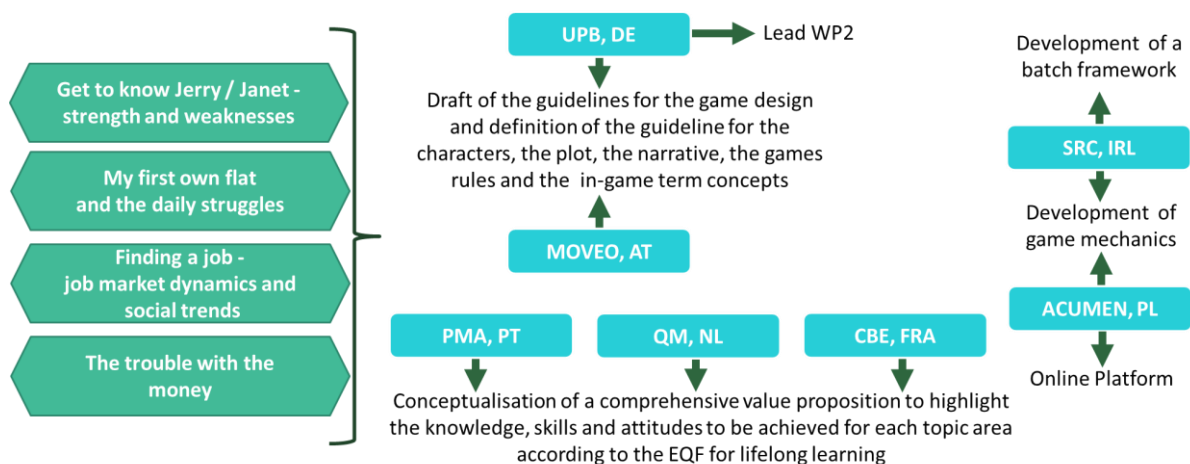 Get to know Jerry / Janet -
strength and weaknesses
My first own flat
and the daily struggles
Finding a job -
job market dynamics and
social trends
The trouble with the
money
UPB, DE
Lead WP2
Draft of the guidelines for the game design
and definition of the guideline for the
characters, the plot, the narrative, the games
rules and the in-game term concepts
MOVEO, AT
PMA, PT
QM, NL
CBE, FRA
Conceptualisation of a comprehensive value proposition to highlight
the knowledge, skills and attitudes to be achieved for each topic area
according to the EQF for lifelong learning
Development of a
batch framework
SRC, IRL
Development of
game mechanics
ACUMEN, PL
Online Platform